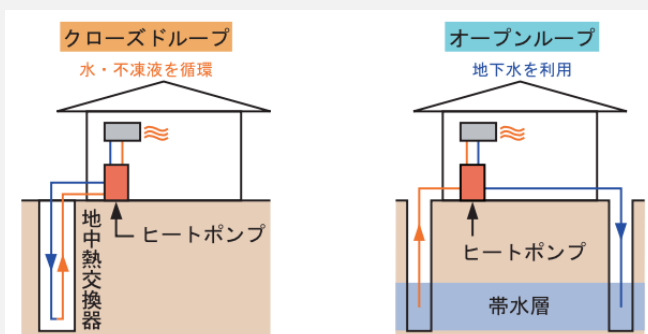 クローズドループ
水・不凍液を循環
ヒートポンプ
地中熱交換器
オープンループ
地下水を利用
ヒートポンプ
帯水層